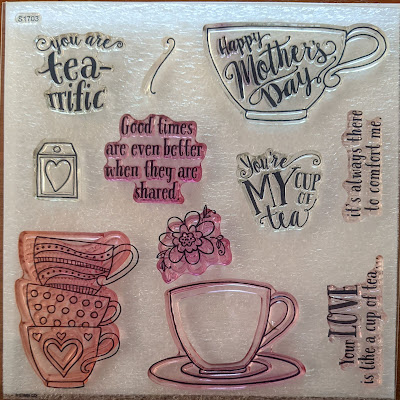 S1703
you are
tea-
rrific
Happy
Mother's
Day
Good times
are even better
when they are
shared.
You're
MY CUP
OF
tea
it's always there
to comfort me.
Your LOVE
is like a cup of tea...